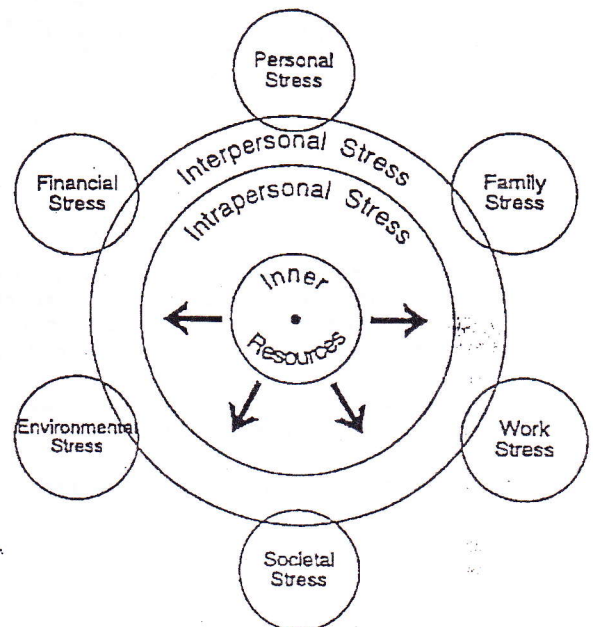 Personal
Stress
Interpersonal Stress
Financial
Stress
Family
Stress
Intrapersonal Stress
Inner
Resources
Environmental
Stress
Work
Stress
Societal
Stress